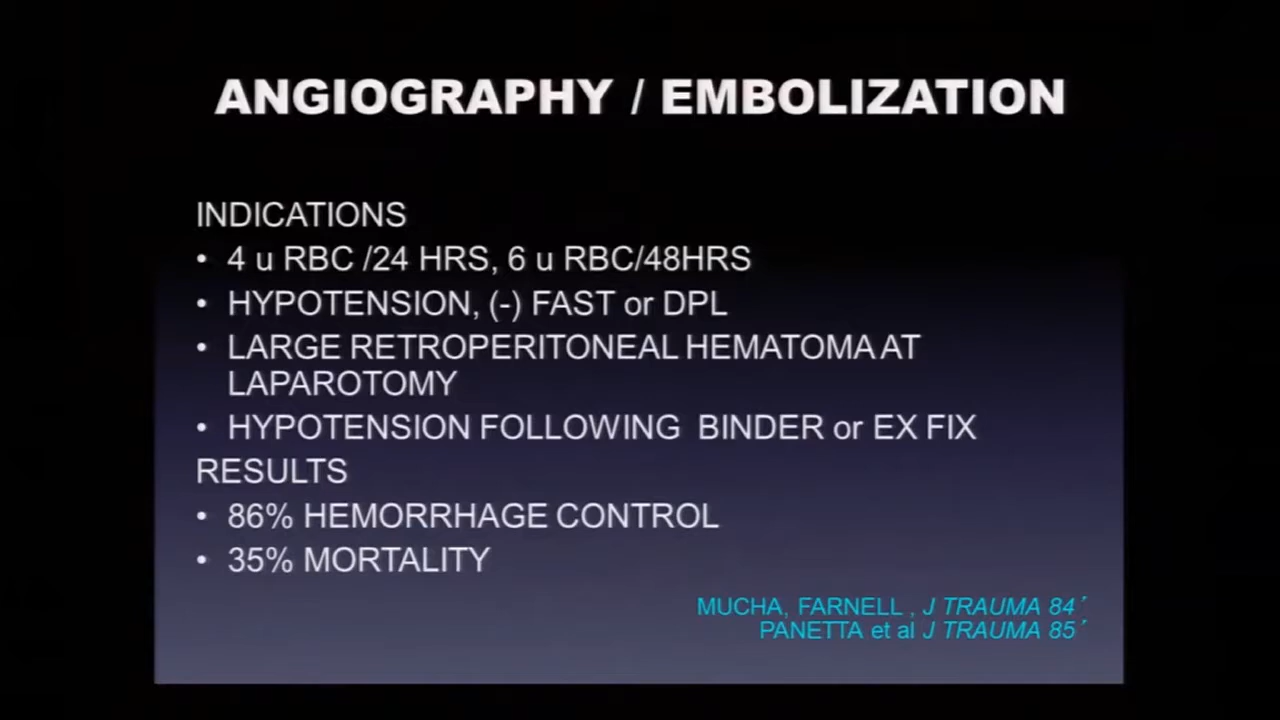 ANGIOGRAPHY / EMBOLIZATION
INDICATIONS
• 4 u RBC /24 HRS, 6 u RBC/48HRS
• HYPOTENSION, (-) FAST or DPL
• LARGE RETROPERITONEAL HEMATOMA AT
LAPAROTOMY
• HYPOTENSION FOLLOWING BINDER or EX FIX
RESULTS
• 86% HEMORRHAGE CONTROL
• 35% MORTALITY
MUCHA, FARNELL , J TRAUMA 84´
PANETTA et al J TRAUMA 85´